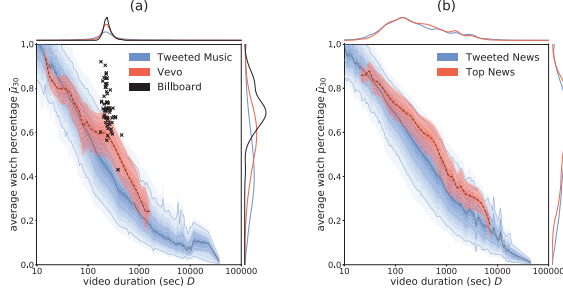 (a)
Tweeted Music
Vevo
Billboard
average watch percentage μ̄30
1.0
0.8
0.6
0.4
0.2
0.0
10
100
1000
10000
100000
video duration (sec) D
(b)
Tweeted News
Top News
average watch percentage μ̄30
1.0
0.8
0.6
0.4
0.2
0.0
10
100
1000
10000
100000
video duration (sec) D